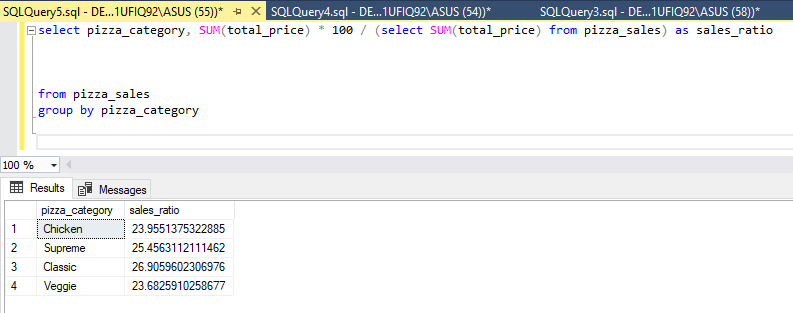 SQLQuery5.sql - DE...1UFIQ92\ASUS (55))* SQLQuery4.sql - DE...1UFIQ92\ASUS (54))* SQLQuery3.sql - DE...1UFIQ92\ASUS (58))*
select pizza_category, SUM(total_price) * 100 / (select SUM(total_price) from pizza_sales) as sales_ratio
from pizza_sales
group by pizza_category
100 %
Results Messages
pizza_category sales_ratio
1 Chicken 23.9551375322885
2 Supreme 25.4563112111462
3 Classic 26.9059602306976
4 Veggie 23.6825910258677